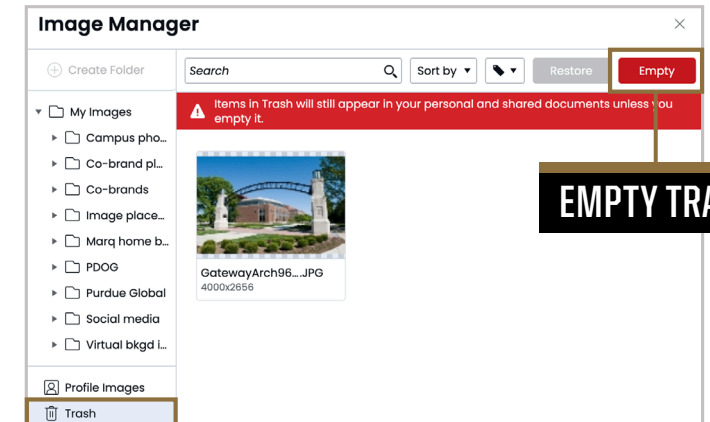 Image Manager
Create Folder
Search
Sort by
Restore
Empty
Items in Trash will still appear in your personal and shared documents unless you
empty it.
My Images
Campus pho...
Co-brand pl...
Co-brands
Image place...
Marq home b...
PDOG
Purdue Global
Social media
Virtual bkgd i...
Profile Images
Trash
GatewayArch96....JPG
4000x2656
EMPTY TRA